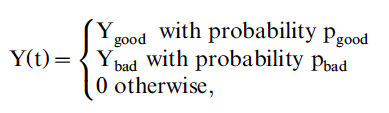 Y_good with probability p_good
Y(t) = { Y_bad with probability p_bad
0 otherwise,